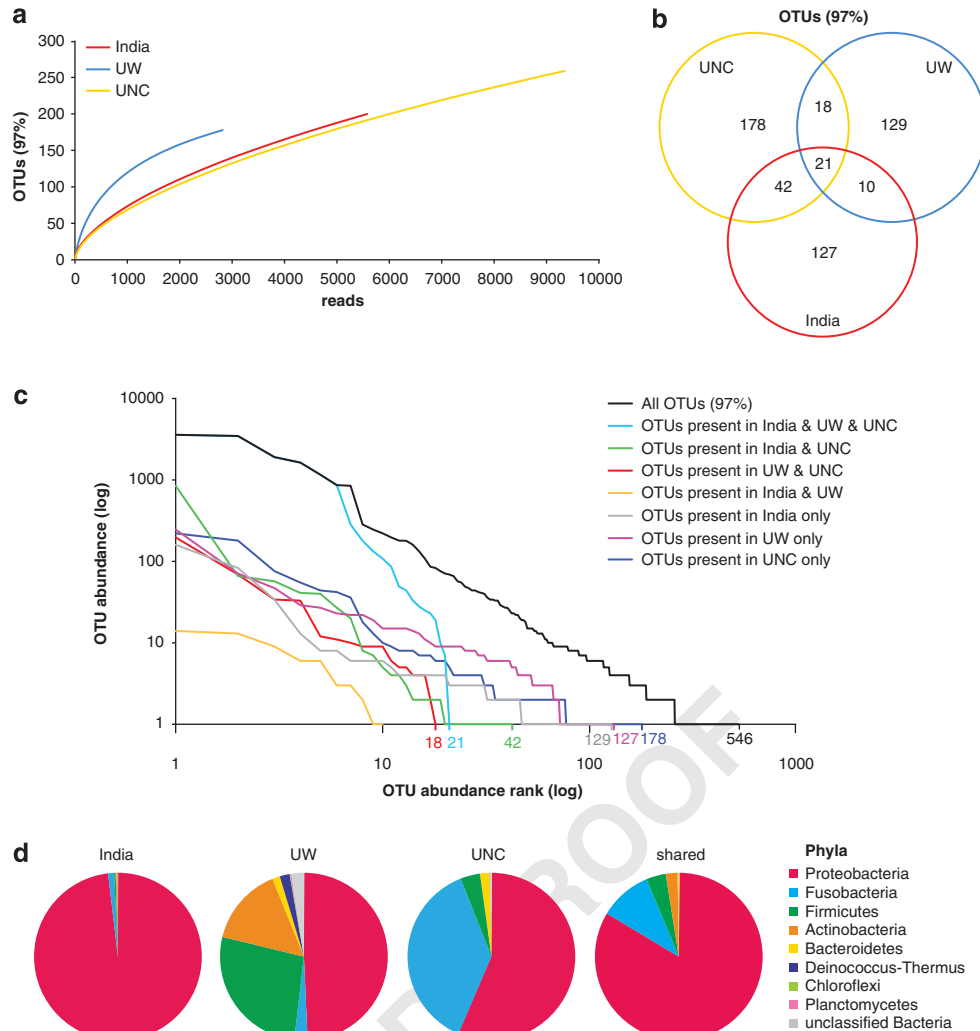 a
300
250
200
150
100
50
0
OTUs (97%)
India
UW
UNC
0 1000 2000 3000 4000 5000 6000 7000 8000 9000 10000
reads
b
OTUs (97%)
UNC
UW
18
178
129
21
42
10
127
India
c
10000
1000
100
10
1
OTU abundance (log)
All OTUs (97%)
OTUs present in India & UW & UNC
OTUs present in India & UNC
OTUs present in UW & UNC
OTUs present in India & UW
OTUs present in India only
OTUs present in UW only
OTUs present in UNC only
18 21 42 129 127 178 546
1 10 100 1000
OTU abundance rank (log)
d
India
UW
UNC
shared
Phyla
Proteobacteria
Fusobacteria
Firmicutes
Actinobacteria
Bacteroidetes
Deinococcus-Thermus
Chloroflexi
Planctomycetes
unclassified Bacteria
PROOF